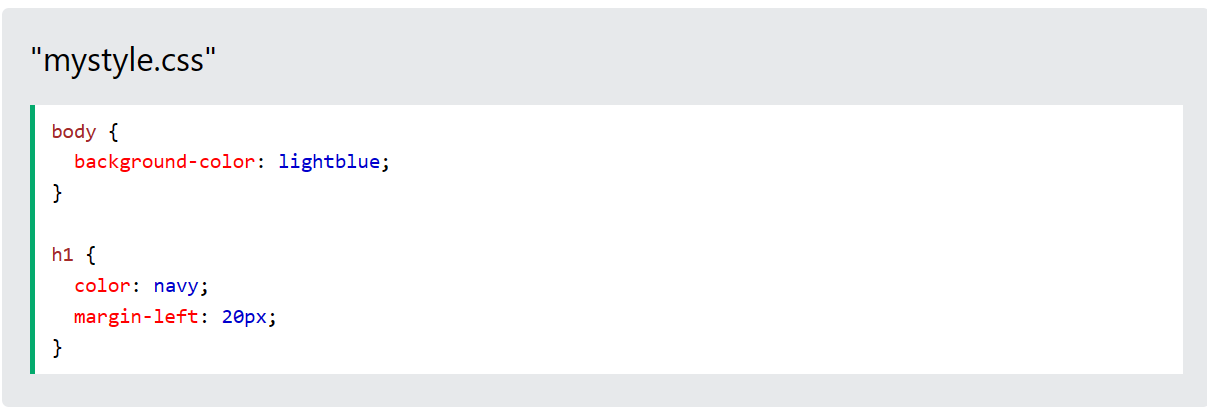 "mystyle.css"
body {
  background-color: lightblue;
}

h1 {
  color: navy;
  margin-left: 20px;
}